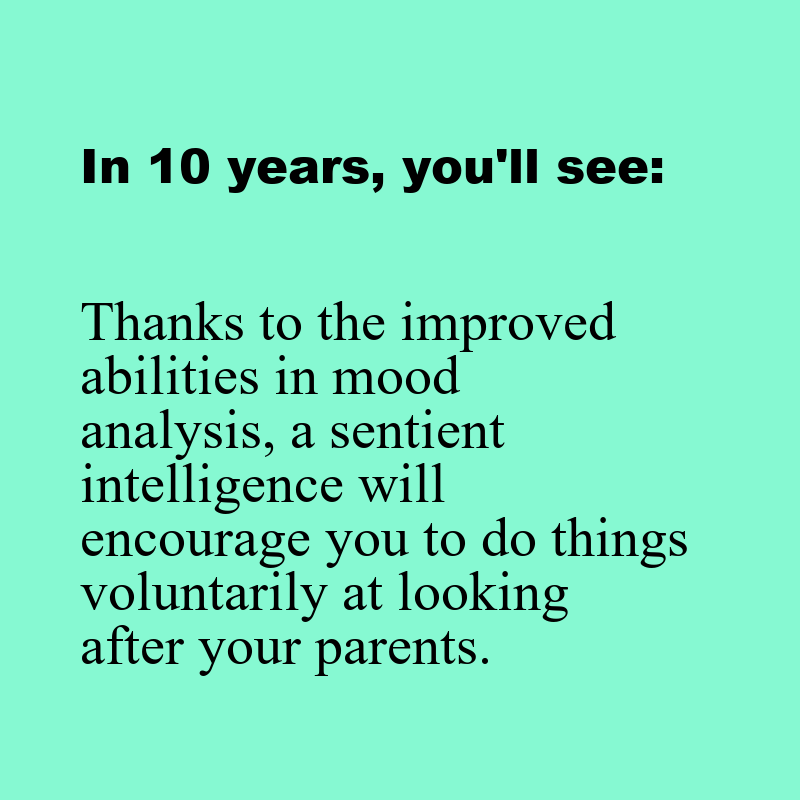 In 10 years, you'll see:
Thanks to the improved
abilities in mood
analysis, a sentient
intelligence will
encourage you to do things
voluntarily at looking
after your parents.